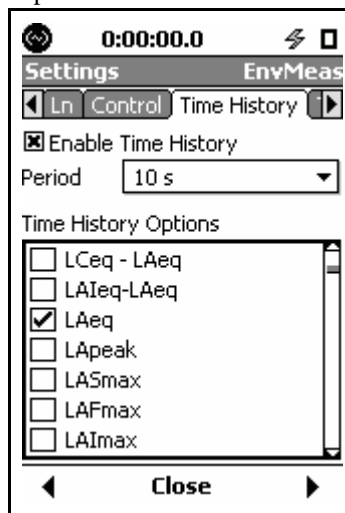 0:00:00.0
Settings EnvMeas
Ln Control Time History
Enable Time History
Period 10 s
Time History Options
LCeq - LAeq
LAIeq-LAeq
LAeq
LApeak
LASmax
LAFmax
LAImax
Close